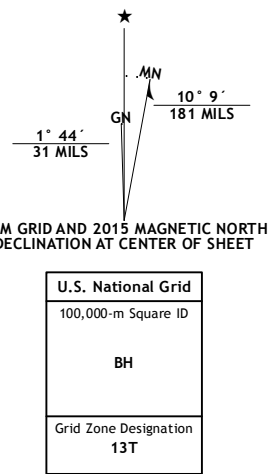 ★
MN
GN
10° 9´
181 MILS
1° 44´
31 MILS
M GRID AND 2015 MAGNETIC NORTH
DECLINATION AT CENTER OF SHEET
U.S. National Grid
100,000-m Square ID
BH
Grid Zone Designation
13T